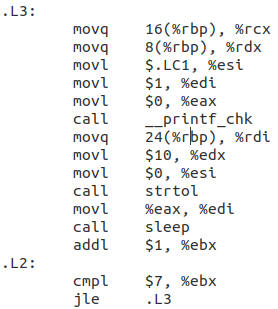 .L3:
movq 16(%rbp), %rcx
movq 8(%rbp), %rdx
movl $.LC1, %esi
movl $1, %edi
movl $0, %eax
call __printf_chk
movq 24(%rbp), %rdi
movl $10, %edx
movl $0, %esi
call strtol
movl %eax, %edi
call sleep
addl $1, %ebx
.L2:
cmpl $7, %ebx
jle .L3